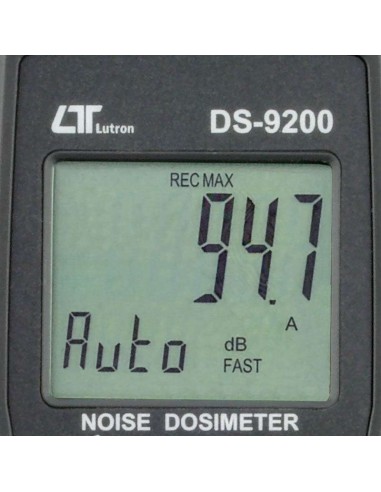 LT Lutron DS-9200
REC MAX
94.7
A
Auto dB
FAST
NOISE DOSIMETER